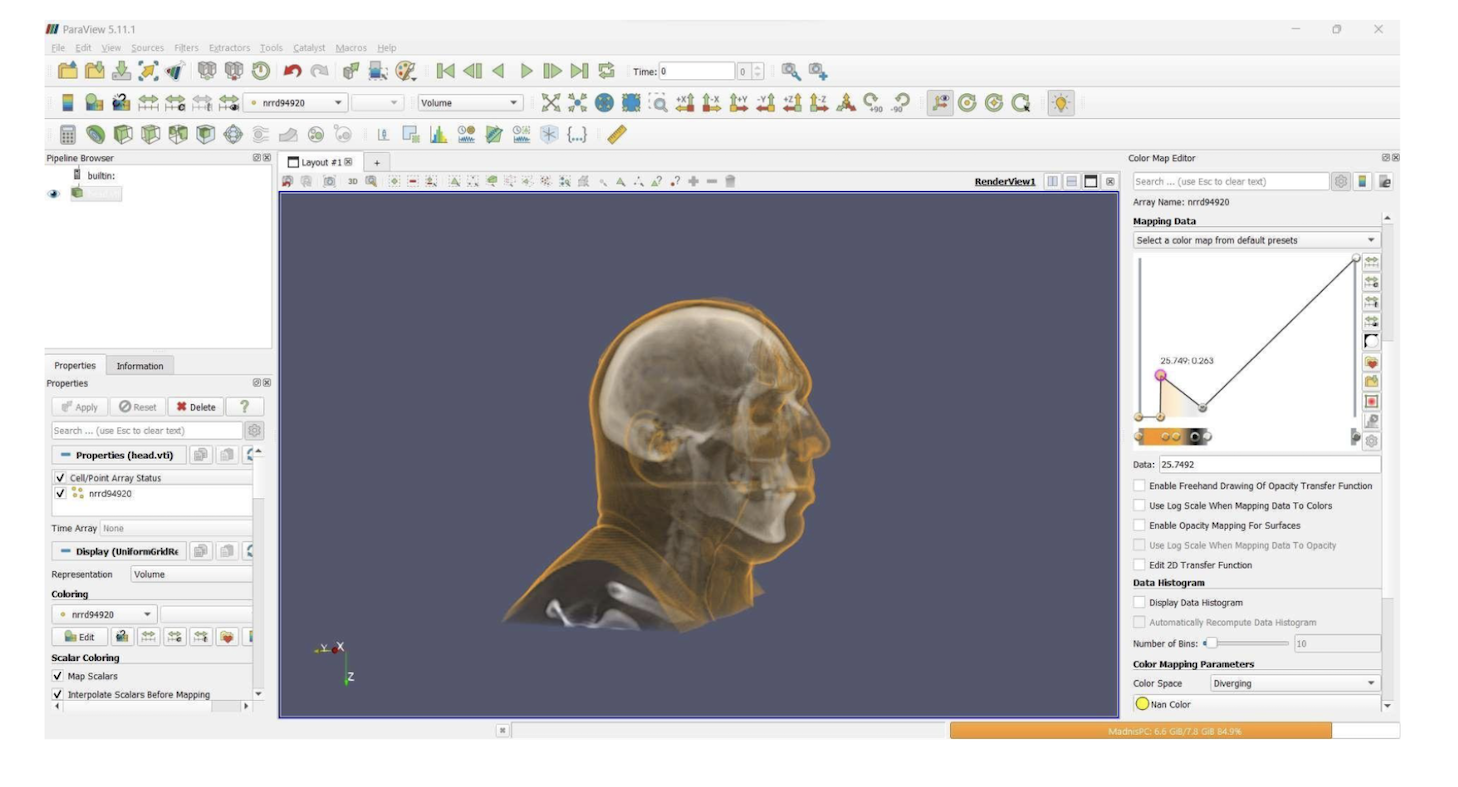 ParaView 5.11.1
File Edit View Sources Filters Extractors Tools Catalyst Macros Help
Time: 0 0
nrrd94920 Volume +X -X +Y -Y +Z -Z +90 -90
Pipeline Browser
builtin:
Layout #1 +
3D RenderView1
Properties Information
Properties
Apply Reset Delete ?
Search ... (use Esc to clear text)
Properties (head.vti)
Cell/Point Array Status
nrrd94920
Time Array None
Display (UniformGridRe
Representation Volume
Coloring
nrrd94920
Edit
Scalar Coloring
Map Scalars
Interpolate Scalars Before Mapping
Y X
Z
Color Map Editor
Search ... (use Esc to clear text)
Array Name: nrrd94920
Mapping Data
Select a color map from default presets
25.749; 0.263
Data: 25.7492
Enable Freehand Drawing Of Opacity Transfer Function
Use Log Scale When Mapping Data To Colors
Enable Opacity Mapping For Surfaces
Use Log Scale When Mapping Data To Opacity
Edit 2D Transfer Function
Data Histogram
Display Data Histogram
Automatically Recompute Data Histogram
Number of Bins: 10
Color Mapping Parameters
Color Space Diverging
Nan Color
MadnisPC: 6.6 GiB/7.8 GiB 84.9%